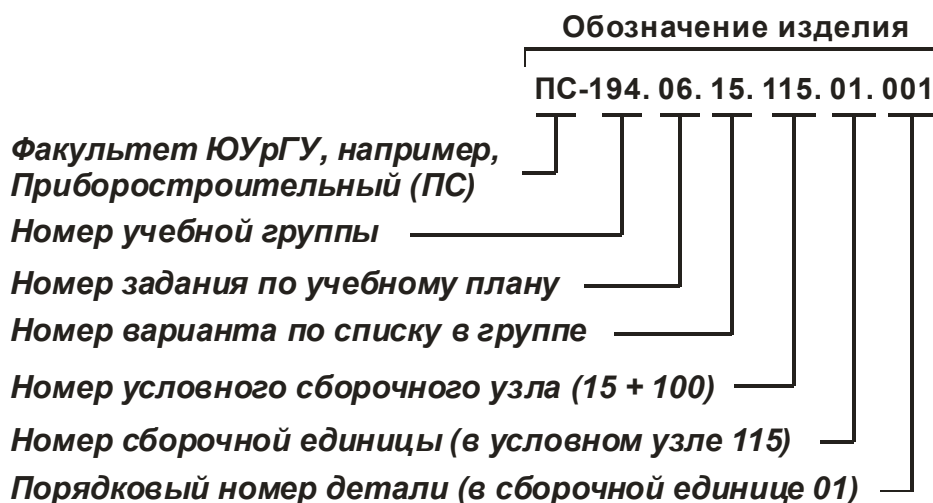 Обозначение изделия
ПС-194. 06. 15. 115. 01. 001
Факультет ЮУрГУ, например,
Приборостроительный (ПС)
Номер учебной группы
Номер задания по учебному плану
Номер варианта по списку в группе
Номер условного сборочного узла (15 + 100)
Номер сборочной единицы (в условном узле 115)
Порядковый номер детали (в сборочной единице 01)